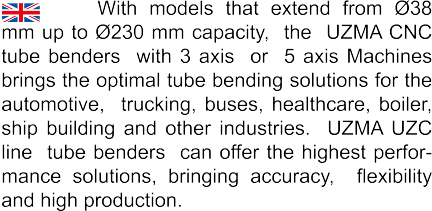 With models that extend from Ø38
mm up to Ø230 mm capacity, the UZMA CNC
tube benders with 3 axis or 5 axis Machines
brings the optimal tube bending solutions for the
automotive, trucking, buses, healthcare, boiler,
ship building and other industries. UZMA UZC
line tube benders can offer the highest perfor-
mance solutions, bringing accuracy, flexibility
and high production.